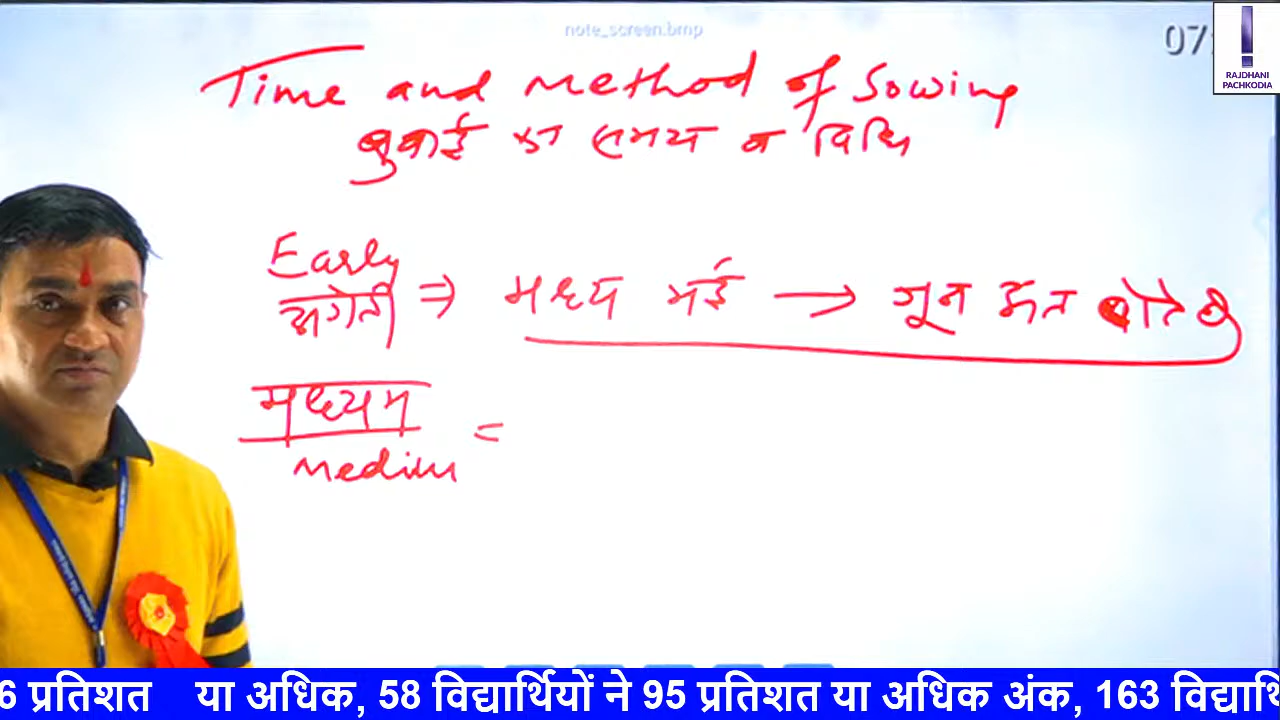 note_screen.bmp
07:
RAJDHANI
PACHKODIA
Time and method of Sowing
बुवाई का समय व विधि
Early
अगेती ⇒ मध्य मई → जून अन्त बोते है
मध्यम =
Medium
6 प्रतिशत या अधिक, 58 विद्यार्थियों ने 95 प्रतिशत या अधिक अंक, 163 विद्यार्थि